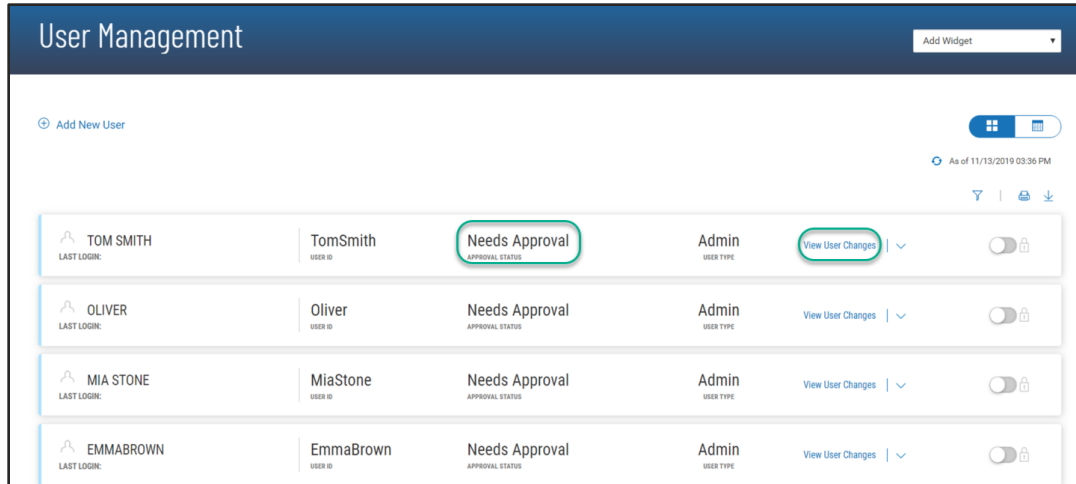 User Management
Add Widget
Add New User
As of 11/13/2019 03:36 PM
TOM SMITH TomSmith Needs Approval Admin View User Changes
LAST LOGIN: USER ID APPROVAL STATUS USER TYPE
OLIVER Oliver Needs Approval Admin View User Changes
LAST LOGIN: USER ID APPROVAL STATUS USER TYPE
MIA STONE MiaStone Needs Approval Admin View User Changes
LAST LOGIN: USER ID APPROVAL STATUS USER TYPE
EMMABROWN EmmaBrown Needs Approval Admin View User Changes
LAST LOGIN: USER ID APPROVAL STATUS USER TYPE